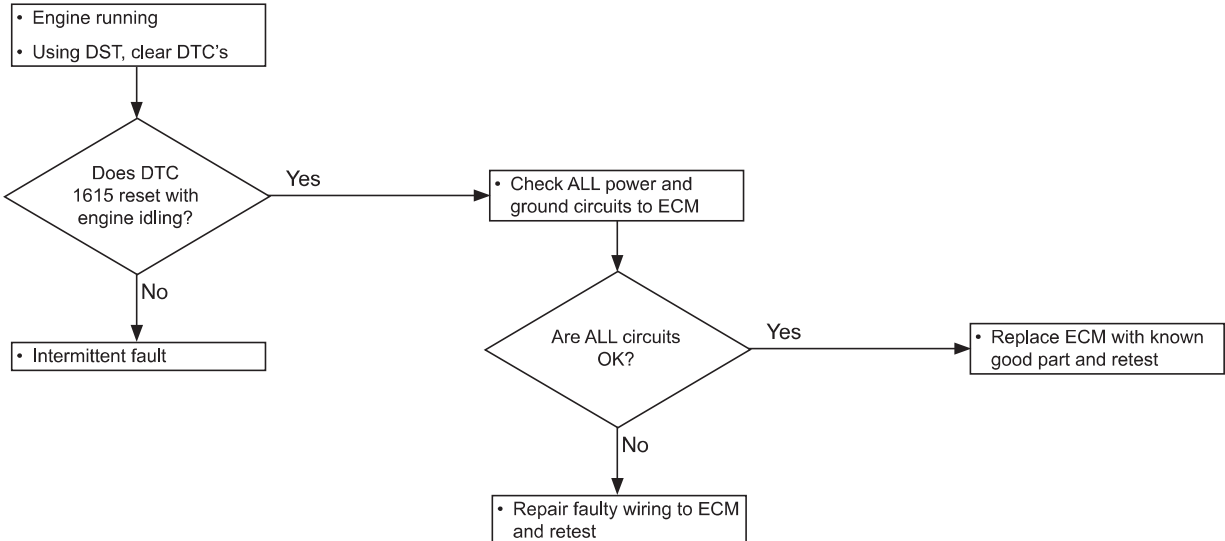 • Engine running
• Using DST, clear DTC's
Does DTC
1615 reset with
engine idling?
Yes
• Check ALL power and
ground circuits to ECM
No
• Intermittent fault
Are ALL circuits
OK?
Yes
• Replace ECM with known
good part and retest
No
• Repair faulty wiring to ECM
and retest